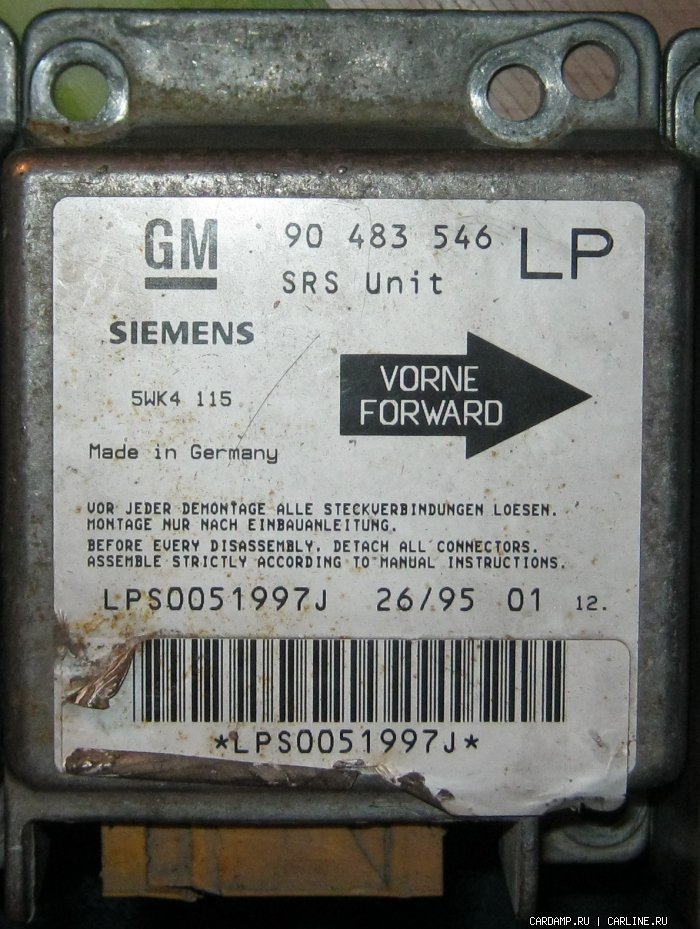 GM 90 483 546 LP
SRS Unit
SIEMENS
5WK4 115
VORNE
FORWARD
Made in Germany
VOR JEDER DEMONTAGE ALLE STECKVERBINDUNGEN LOESEN.
MONTAGE NUR NACH EINBAUANLEITUNG.
BEFORE EVERY DISASSEMBLY, DETACH ALL CONNECTORS.
ASSEMBLE STRICTLY ACCORDING TO MANUAL INSTRUCTIONS.
LPS0051997J 26/95 01 12.
*LPS0051997J*
CARDAMP.RU | CARLINE.RU